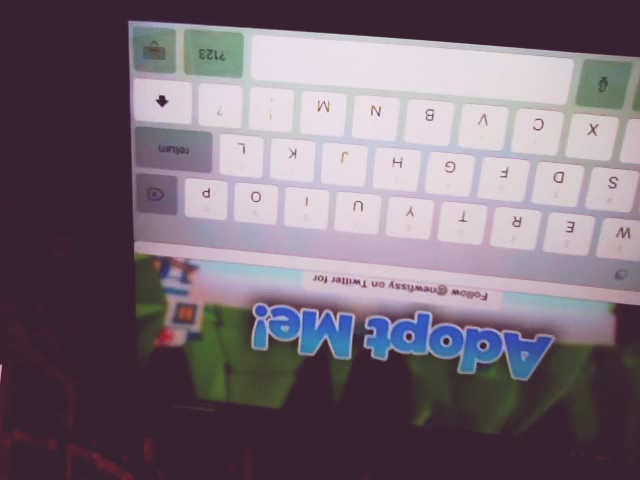 Adopt Me!
Follow @newfissy on Twitter for
W E R T Y U I O P
S D F G H J K L return
X C V B N M ! ?
.?123